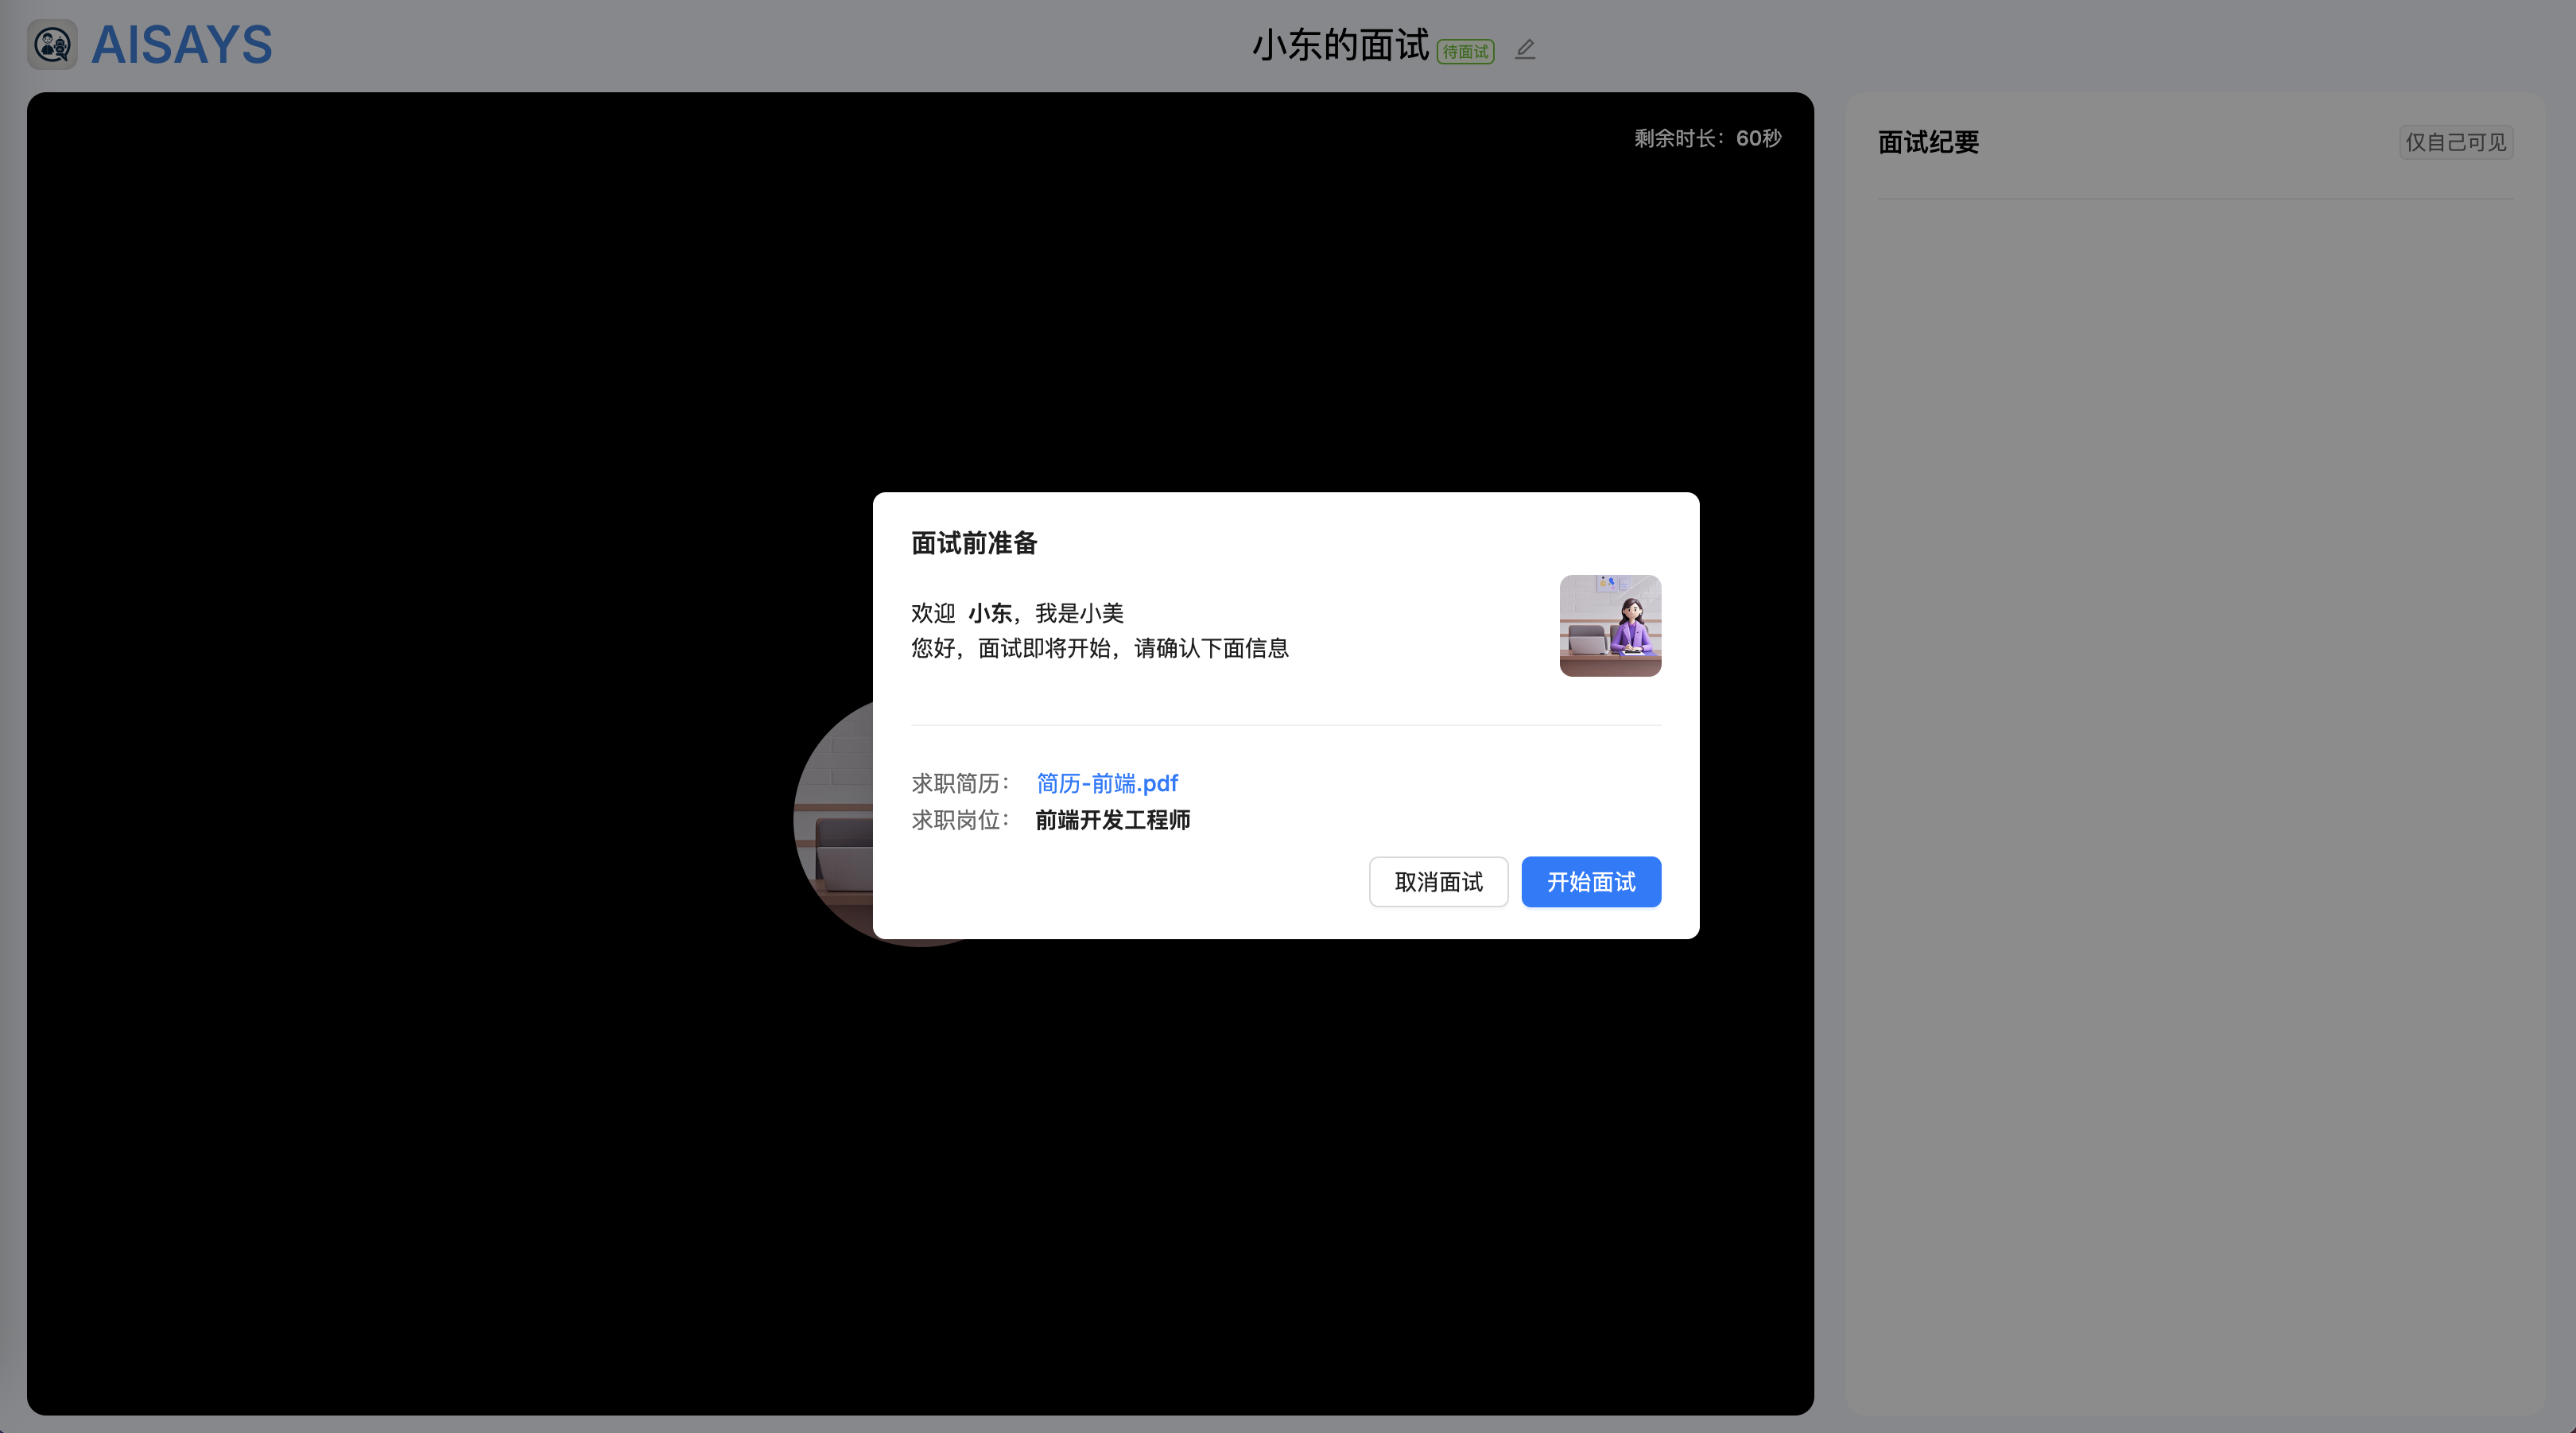 AISAYS
小东的面试 待面试
剩余时长：60秒
面试纪要 仅自己可见
面试前准备
欢迎 小东，我是小美
您好，面试即将开始，请确认下面信息
求职简历： 简历-前端.pdf
求职岗位： 前端开发工程师
取消面试 开始面试